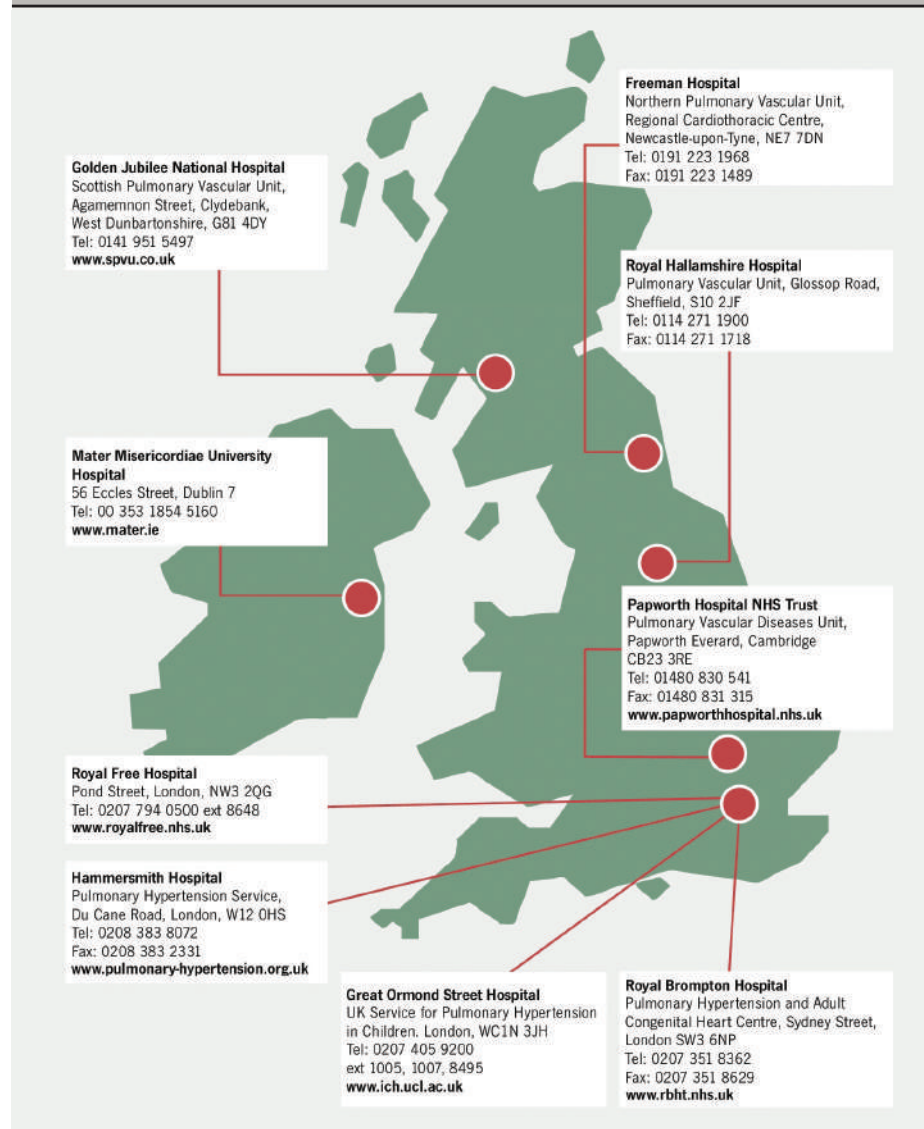 Freeman Hospital
Northern Pulmonary Vascular Unit,
Regional Cardiothoracic Centre,
Newcastle-upon-Tyne, NE7 7DN
Tel: 0191 223 1968
Fax: 0191 223 1489
Golden Jubilee National Hospital
Scottish Pulmonary Vascular Unit,
Agamemnon Street, Clydebank,
West Dunbartonshire, G81 4DY
Tel: 0141 951 5497
www.spvu.co.uk
Royal Hallamshire Hospital
Pulmonary Vascular Unit, Glossop Road,
Sheffield, S10 2JF
Tel: 0114 271 1900
Fax: 0114 271 1718
Mater Misericordiae University
Hospital
56 Eccles Street, Dublin 7
Tel: 00 353 1854 5160
www.mater.ie
Papworth Hospital NHS Trust
Pulmonary Vascular Diseases Unit,
Papworth Everard, Cambridge
CB23 3RE
Tel: 01480 830 541
Fax: 01480 831 315
www.papworthhospital.nhs.uk
Royal Free Hospital
Pond Street, London, NW3 2QG
Tel: 0207 794 0500 ext 8648
www.royalfree.nhs.uk
Hammersmith Hospital
Pulmonary Hypertension Service,
Du Cane Road, London, W12 0HS
Tel: 0208 383 8072
Fax: 0208 383 2331
www.pulmonary-hypertension.org.uk
Great Ormond Street Hospital
UK Service for Pulmonary Hypertension
in Children. London, WC1N 3JH
Tel: 0207 405 9200
ext 1005, 1007, 8495
www.ich.ucl.ac.uk
Royal Brompton Hospital
Pulmonary Hypertension and Adult
Congenital Heart Centre, Sydney Street,
London SW3 6NP
Tel: 0207 351 8362
Fax: 0207 351 8629
www.rbht.nhs.uk